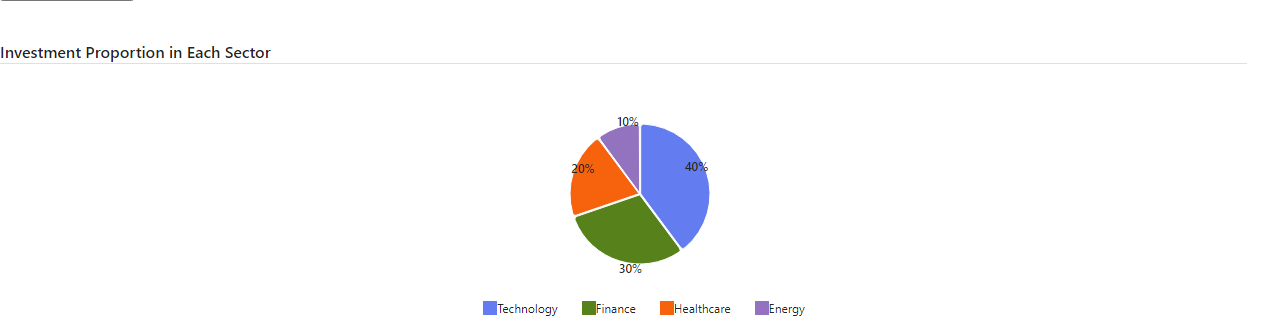 Investment Proportion in Each Sector
10%
40%
20%
30%
Technology Finance Healthcare Energy